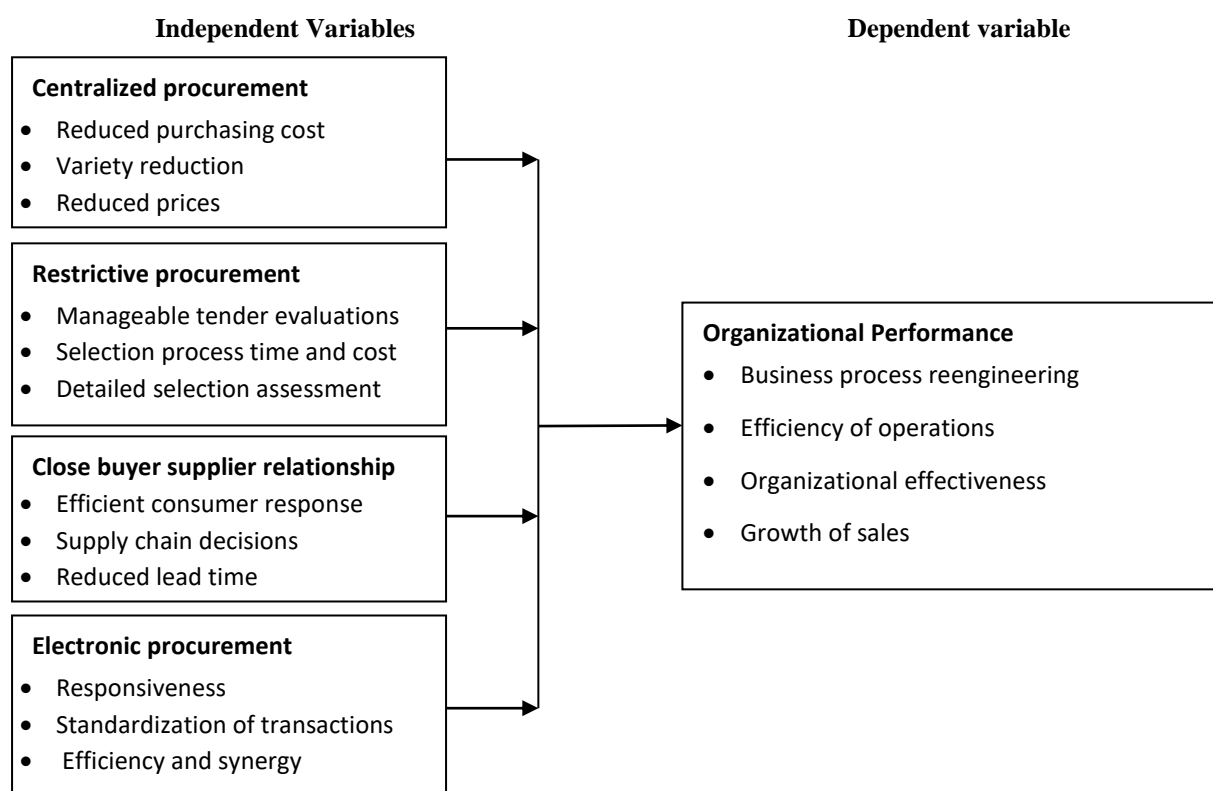 Independent Variables
Dependent variable
Centralized procurement
• Reduced purchasing cost
• Variety reduction
• Reduced prices
Restrictive procurement
• Manageable tender evaluations
• Selection process time and cost
• Detailed selection assessment
Close buyer supplier relationship
• Efficient consumer response
• Supply chain decisions
• Reduced lead time
Electronic procurement
• Responsiveness
• Standardization of transactions
• Efficiency and synergy
Organizational Performance
• Business process reengineering
• Efficiency of operations
• Organizational effectiveness
• Growth of sales